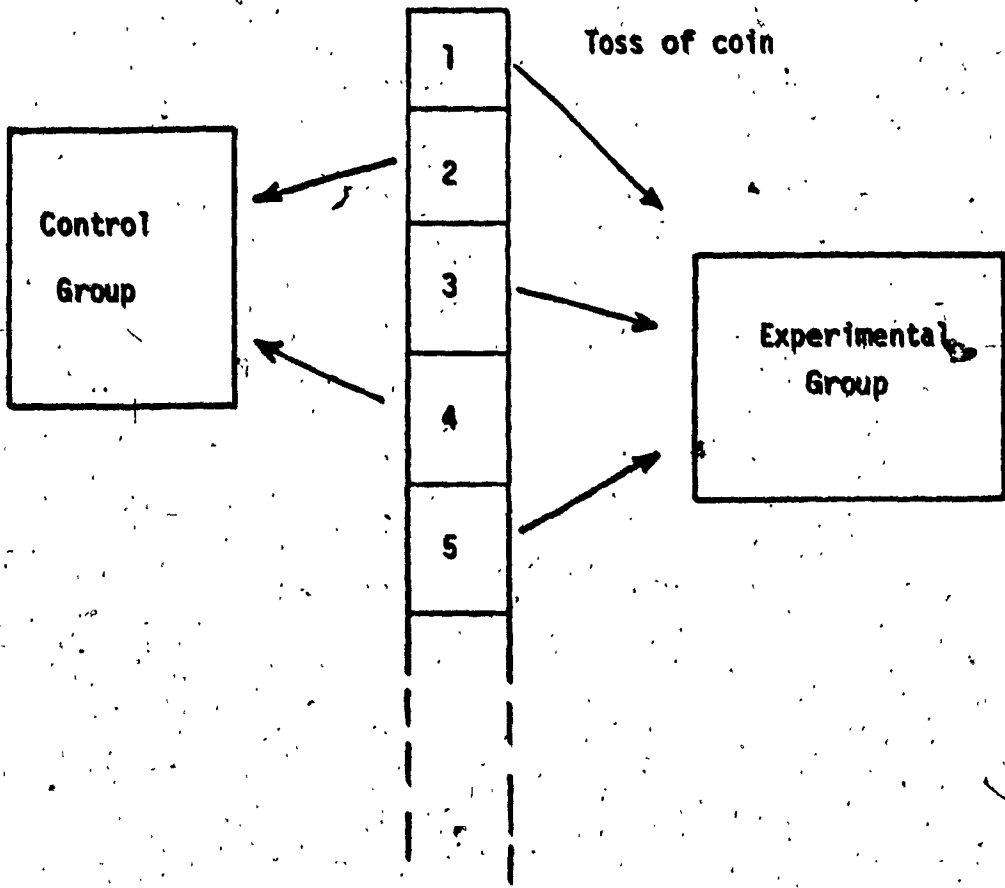 Toss of coin
1
2
3
4
5
Control
Group
Experimental
Group